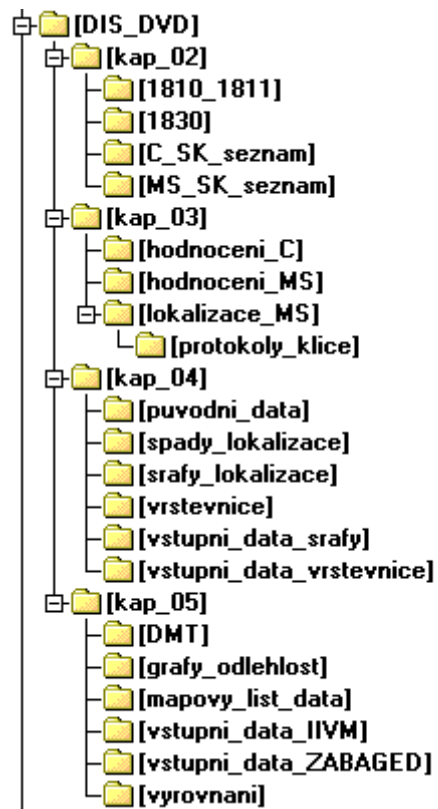 [DIS_DVD]
[kap_02]
[1810_1811]
[1830]
[C_SK_seznam]
[MS_SK_seznam]
[kap_03]
[hodnoceni_C]
[hodnoceni_MS]
[lokalizace_MS]
[protokoly_klice]
[kap_04]
[puvodni_data]
[spady_lokalizace]
[srafy_lokalizace]
[vrstevnice]
[vstupni_data_srafy]
[vstupni_data_vrstevnice]
[kap_05]
[DMT]
[grafy_odlehlost]
[mapovy_list_data]
[vstupni_data_IIVM]
[vstupni_data_ZABAGED]
[vyrovnani]